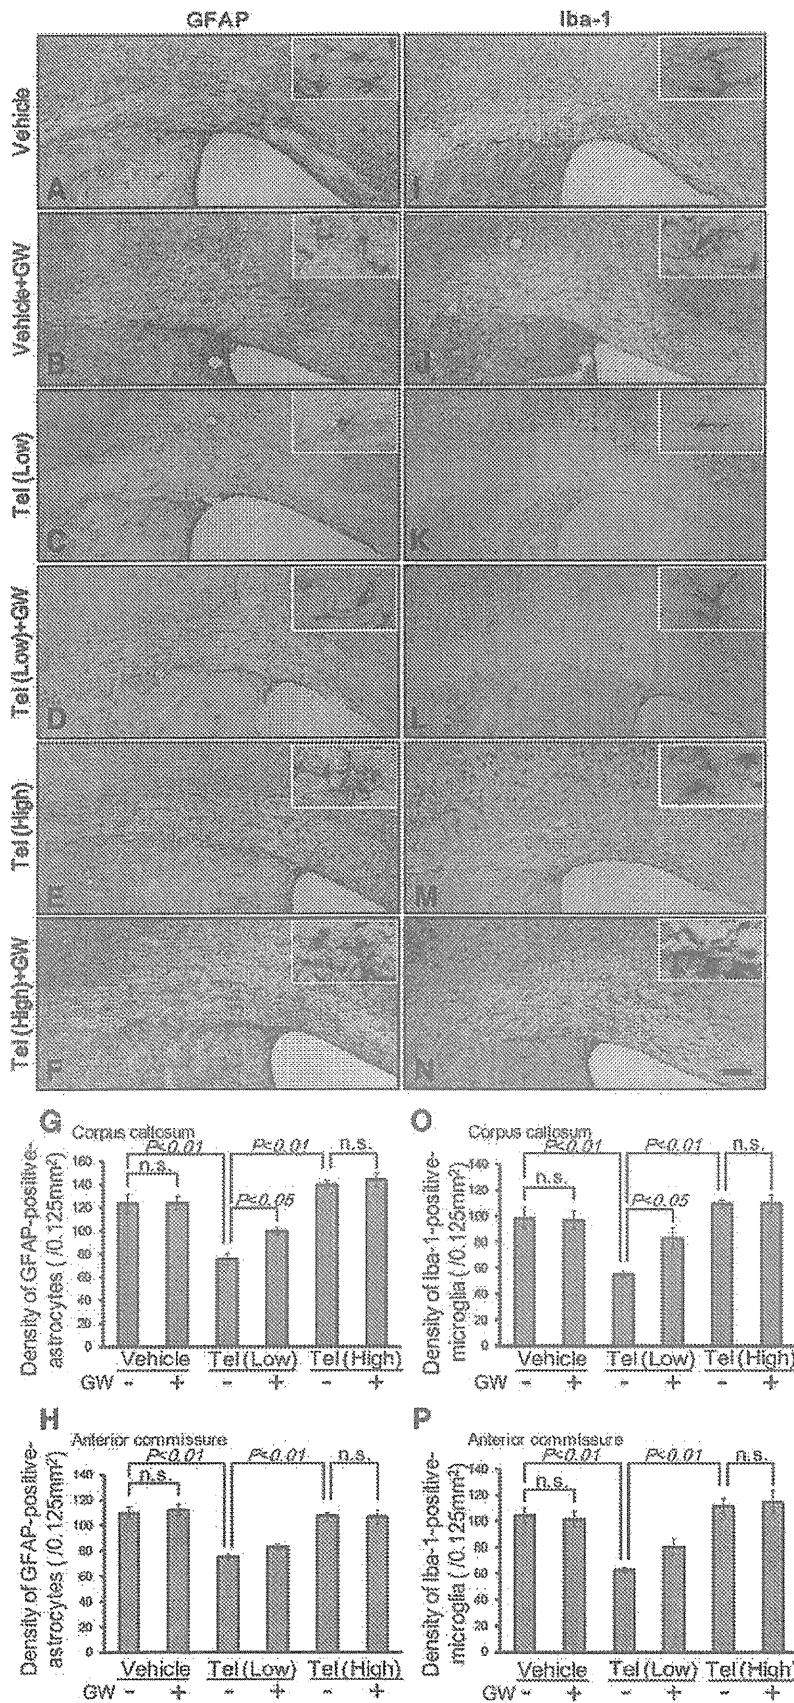 GFAP Iba-1
Vehicle
A I
Vehicle+GW
B J
Tel (Low)
C K
Tel (Low)+GW
D L
Tel (High)
E M
Tel (High)+GW
F N
G Corpus callosum
P<0.01 P<0.01 n.s.
n.s. P<0.05
Density of GFAP-positive-
astrocytes ( /0.125mm²)
160
140
120
100
80
60
40
20
0
Vehicle Tel (Low) Tel (High)
GW - + - + - +
O Corpus callosum
P<0.01 P<0.01 n.s.
n.s. P<0.05
Density of Iba-1-positive-
microglia ( /0.125mm²)
140
120
100
80
60
40
20
0
Vehicle Tel (Low) Tel (High)
GW - + - + - +
H Anterior commissure
P<0.01 P<0.01 n.s.
n.s.
Density of GFAP-positive-
astrocytes ( /0.125mm²)
140
120
100
80
60
40
20
0
Vehicle Tel (Low) Tel (High)
GW - + - + - +
P Anterior commissure
P<0.01 P<0.01 n.s.
n.s.
Density of Iba-1-positive-
microglia ( /0.125mm²)
140
120
100
80
60
40
20
0
Vehicle Tel (Low) Tel (High)
GW - + - + - +